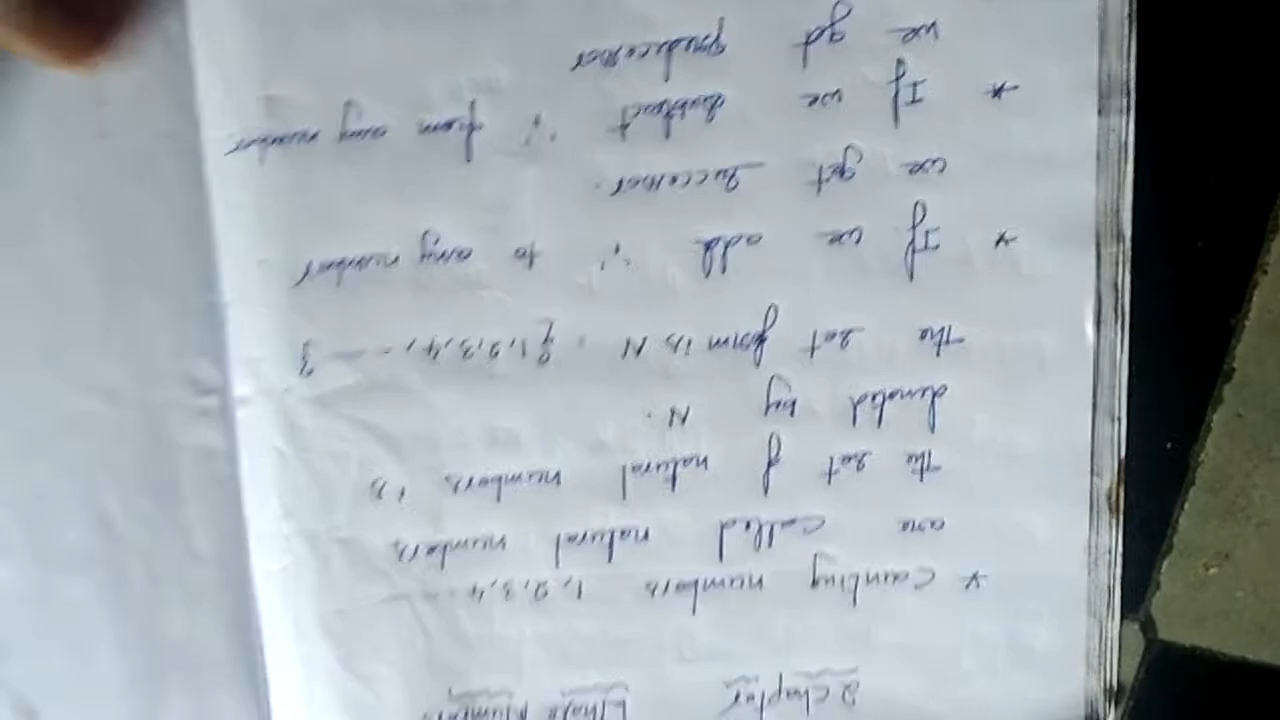 2 chapter Whole Numbers
* Counting numbers 1, 2, 3, 4 - - - -
are called natural numbers
The set of natural numbers is
denoted by N.
The set form is N = {1, 2, 3, 4, - - - }
* If we add '1' to any number
we get successor.
* If we subtract '1' from any number
we get predecessor